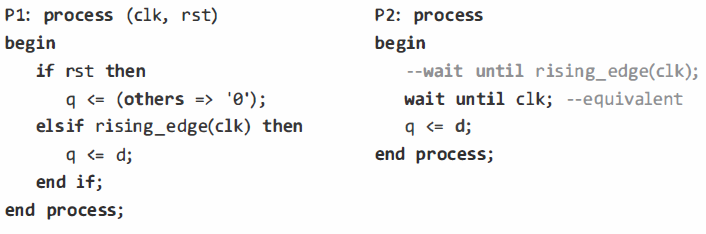 P1: process (clk, rst)
begin
if rst then
q <= (others => '0');
elsif rising_edge(clk) then
q <= d;
end if;
end process;
P2: process
begin
--wait until rising_edge(clk);
wait until clk; --equivalent
q <= d;
end process;